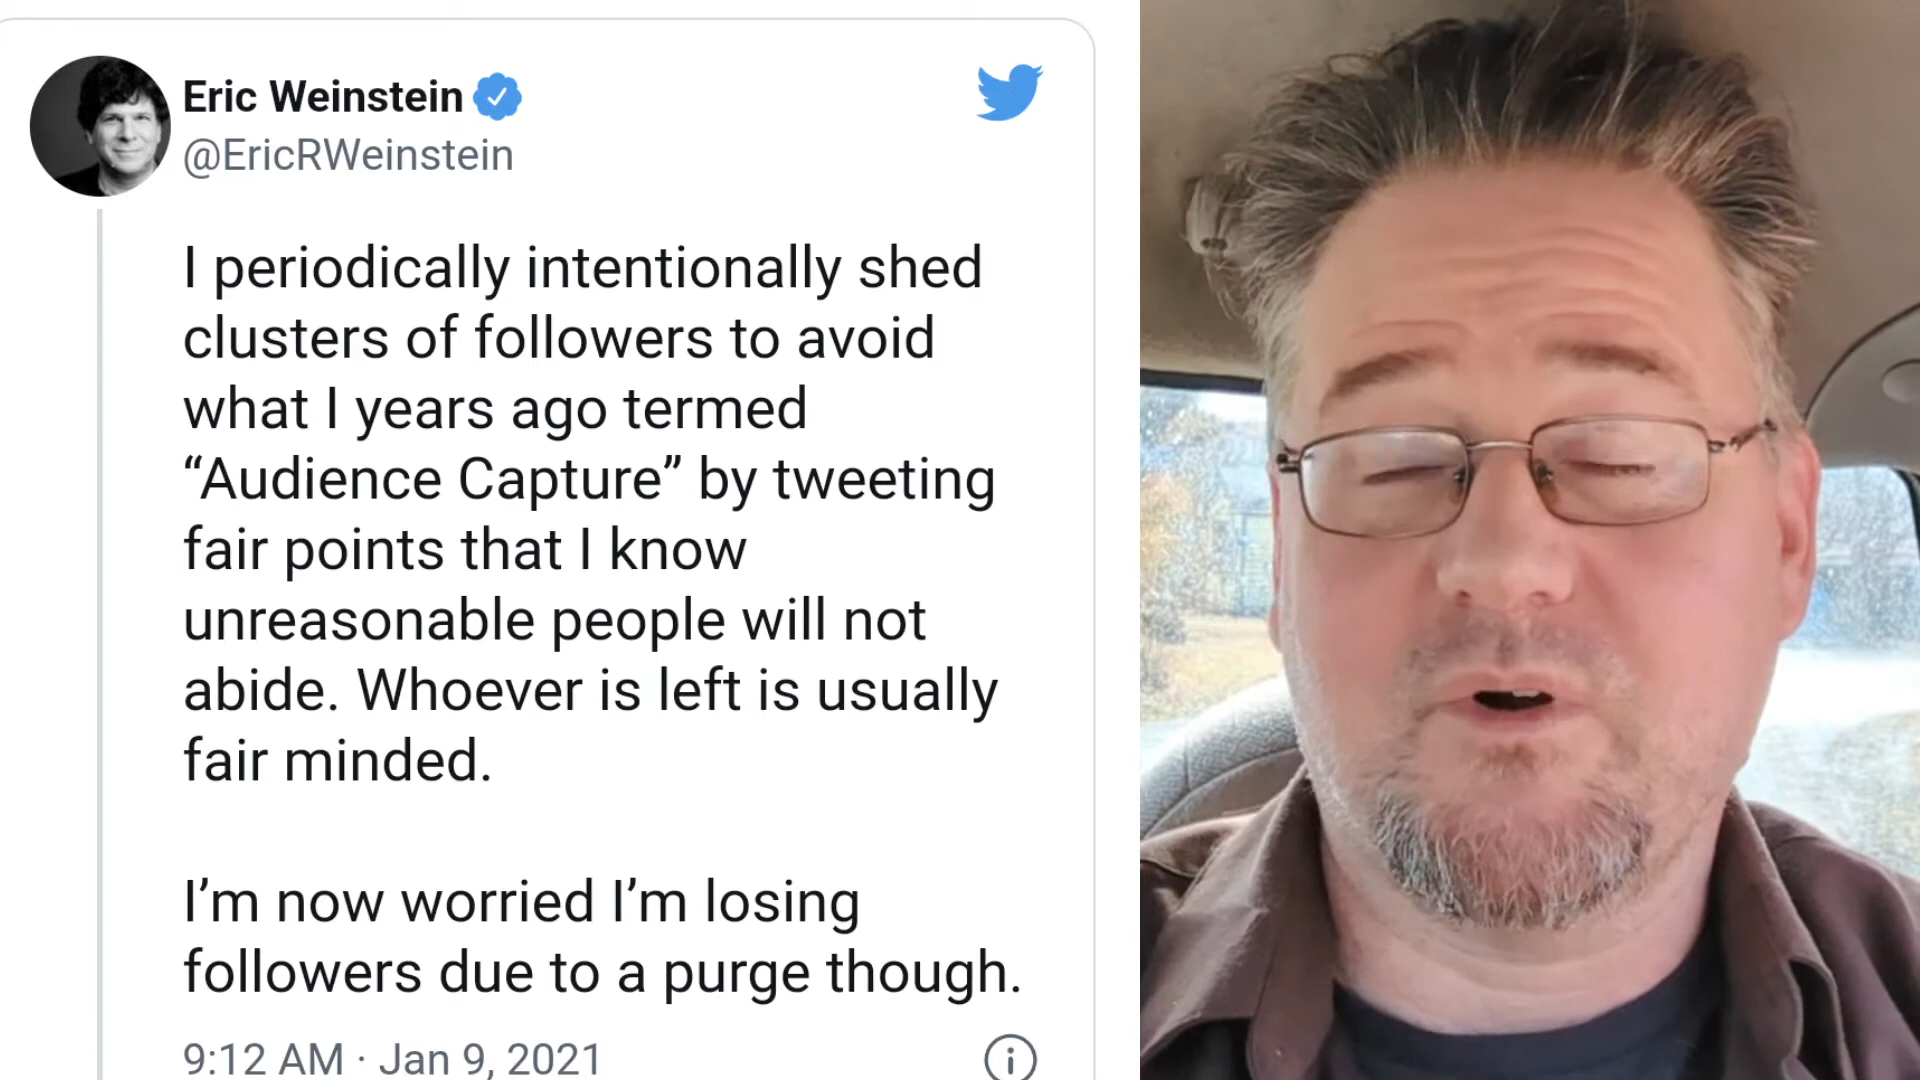 Eric Weinstein
@EricRWeinstein
I periodically intentionally shed
clusters of followers to avoid
what I years ago termed
“Audience Capture” by tweeting
fair points that I know
unreasonable people will not
abide. Whoever is left is usually
fair minded.
I’m now worried I’m losing
followers due to a purge though.
9:12 AM · Jan 9, 2021